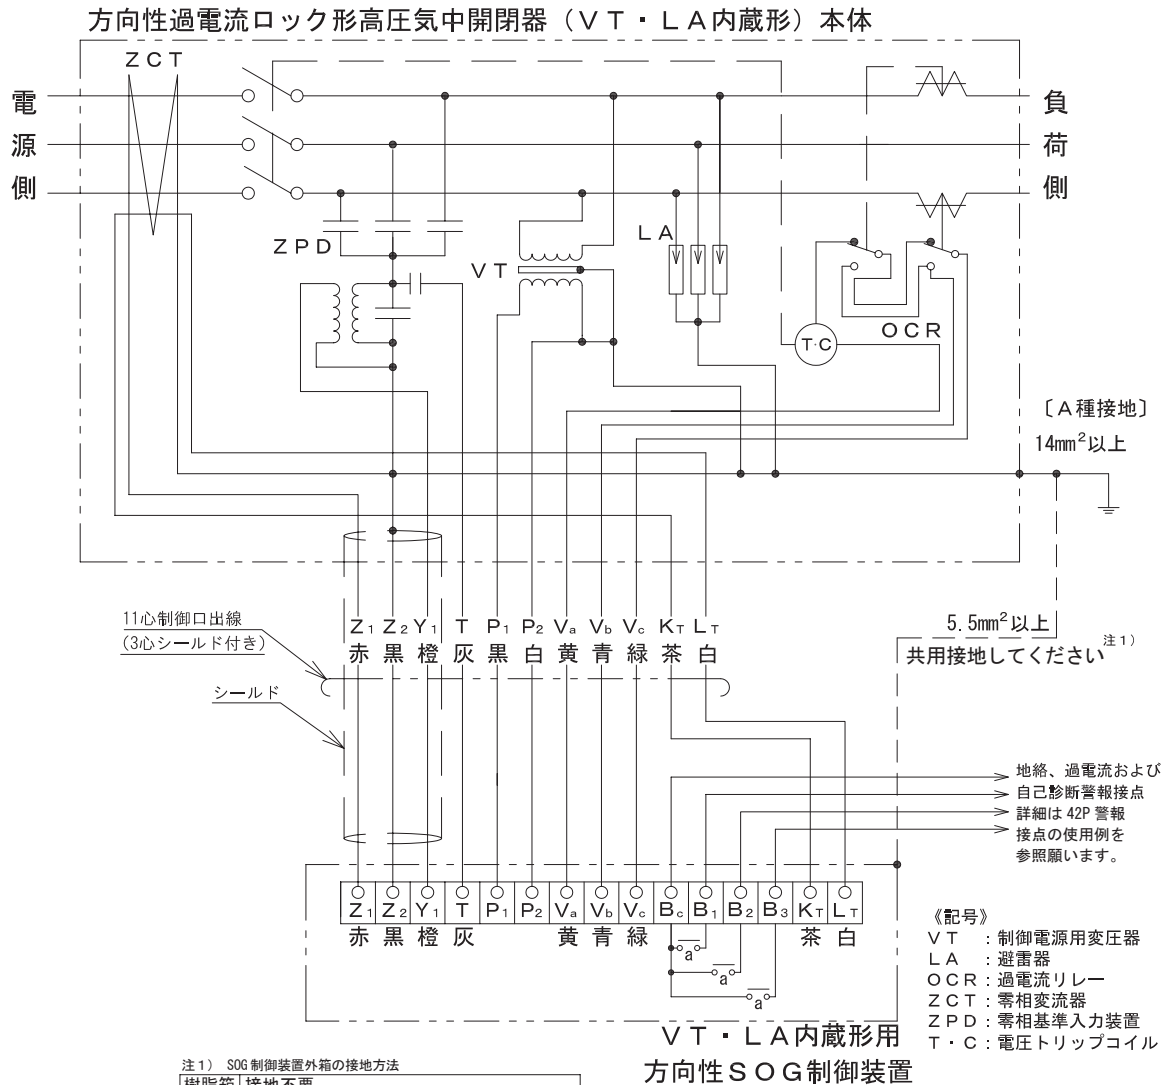 方向性過電流ロック形高圧気中開閉器（ＶＴ・ＬＡ内蔵形）本体
ＺＣＴ
電源側
負荷側
ＺＰＤ
ＶＴ
ＬＡ
T·C
ＯＣＲ
〔Ａ種接地〕
14mm²以上
11心制御口出線
(3心シールド付き)
シールド
Z₁ Z₂ Y₁ T P₁ P₂ Va Vb Vc KT LT
赤 黒 橙 灰 黒 白 黄 青 緑 茶 白
5.5mm²以上
共用接地してください 注1)
地絡、過電流および
自己診断警報接点
詳細は 42P 警報
接点の使用例を
参照願います。
Z₁ Z₂ Y₁ T P₁ P₂ Va Vb Vc Bc B₁ B₂ B₃ KT LT
赤 黒 橙 灰 黄 青 緑 茶 白
a
a
a
《記号》
ＶＴ：制御電源用変圧器
ＬＡ：避雷器
ＯＣＲ：過電流リレー
ＺＣＴ：零相変流器
ＺＰＤ：零相基準入力装置
Ｔ・Ｃ：電圧トリップコイル
ＶＴ・ＬＡ内蔵形用
方向性ＳＯＧ制御装置
注1) SOG制御装置外箱の接地方法
樹脂箱 接地不要